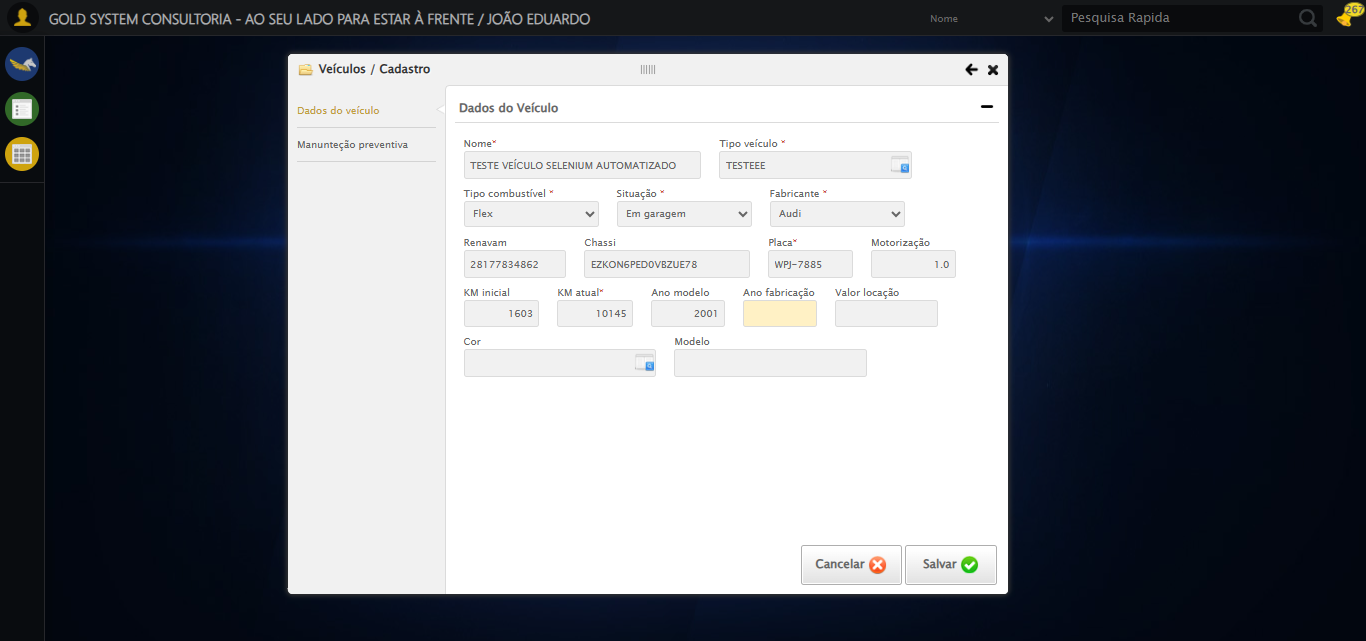 GOLD SYSTEM CONSULTORIA - AO SEU LADO PARA ESTAR À FRENTE / JOÃO EDUARDO
Nome
Pesquisa Rapida
267
Veículos / Cadastro
Dados do veículo
Manunteção preventiva
Dados do Veículo
Nome* Tipo veículo *
TESTE VEÍCULO SELENIUM AUTOMATIZADO TESTEEE
Tipo combustível * Situação * Fabricante *
Flex Em garagem Audi
Renavam Chassi Placa* Motorização
28177834862 EZKON6PED0VBZUE78 WPJ-7885 1.0
KM inicial KM atual* Ano modelo Ano fabricação Valor locação
1603 10145 2001
Cor Modelo
Cancelar Salvar